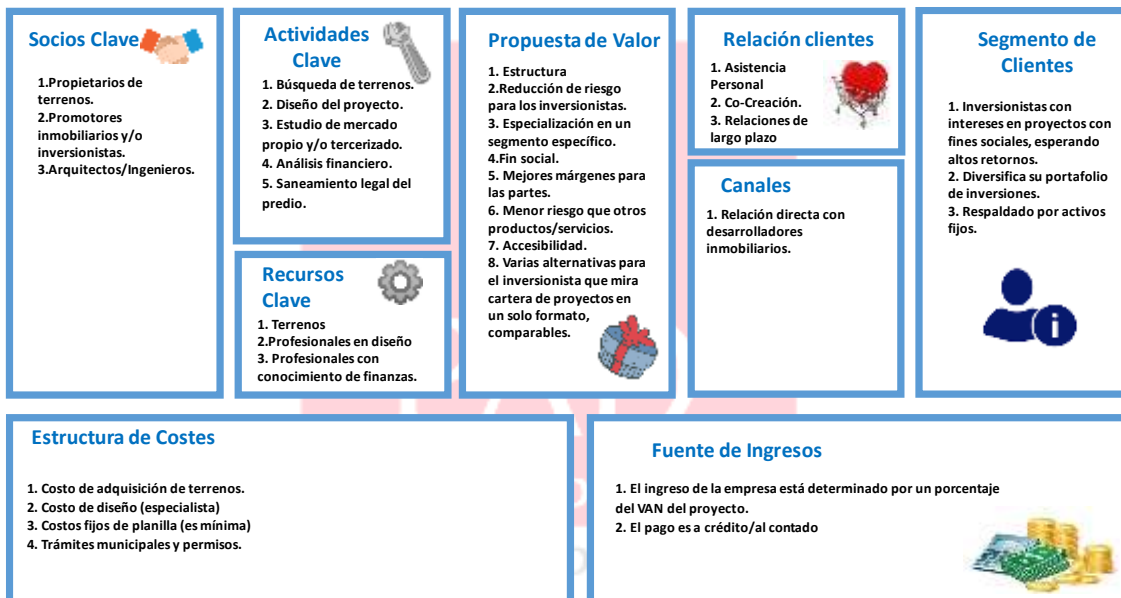 Socios Clave
1.Propietarios de
terrenos.
2.Promotores
inmobiliarios y/o
inversionistas.
3.Arquitectos/Ingenieros.
Actividades
Clave
1. Búsqueda de terrenos.
2. Diseño del proyecto.
3. Estudio de mercado
propio y/o tercerizado.
4. Análisis financiero.
5. Saneamiento legal del
predio.
Recursos
Clave
1. Terrenos
2.Profesionales en diseño
3. Profesionales con
conocimiento de finanzas.
Propuesta de Valor
1. Estructura
2.Reducción de riesgo
para los inversionistas.
3. Especialización en un
segmento específico.
4.Fin social.
5. Mejores márgenes para
las partes.
6. Menor riesgo que otros
productos/servicios.
7. Accesibilidad.
8. Varias alternativas para
el inversionista que mira
cartera de proyectos en
un solo formato,
comparables.
Relación clientes
1. Asistencia
Personal
2. Co-Creación.
3. Relaciones de
largo plazo
Canales
1. Relación directa con
desarrolladores
inmobiliarios.
Segmento de
Clientes
1. Inversionistas con
intereses en proyectos con
fines sociales, esperando
altos retornos.
2. Diversifica su portafolio
de inversiones.
3. Respaldado por activos
fijos.
Estructura de Costes
1. Costo de adquisición de terrenos.
2. Costo de diseño (especialista)
3. Costos fijos de planilla (es mínima)
4. Trámites municipales y permisos.
Fuente de Ingresos
1. El ingreso de la empresa está determinado por un porcentaje
del VAN del proyecto.
2. El pago es a crédito/al contado